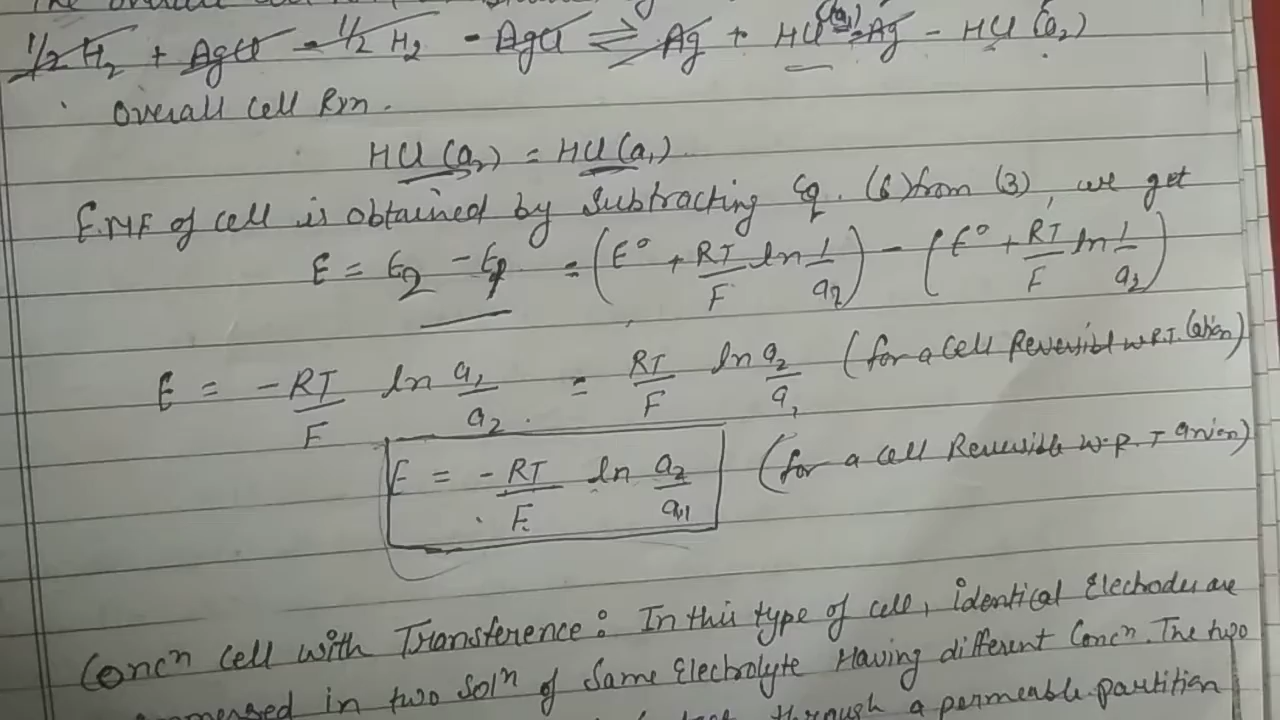 The overall
1/2 H₂ + AgCl - 1/2 H₂ - AgCl ⇌ Ag + HCl (a₁) - Ag - HCl (a₂)
Overall cell Rxn.
HCl (a₂) = HCl (a₁)
E.MF of cell is obtained by subtracting Eq. (6) from (3), we get
E = E₂ - E₁ = (E° + RT/F ln 1/a₂) - (E° + RT/F ln 1/a₂)
E = -RT/F ln a₁/a₂ = RT/F ln a₂/a₁ (for a cell Reversible W.R.T. Cation)
E = -RT/F ln a₂/a₁ (for a cell Reversible W.R.T anion)
Concⁿ cell with Transference: In this type of cell, identical Electrodes are
in two solⁿ of same Electrolyte Having different Concⁿ. The two
through a permeable partition